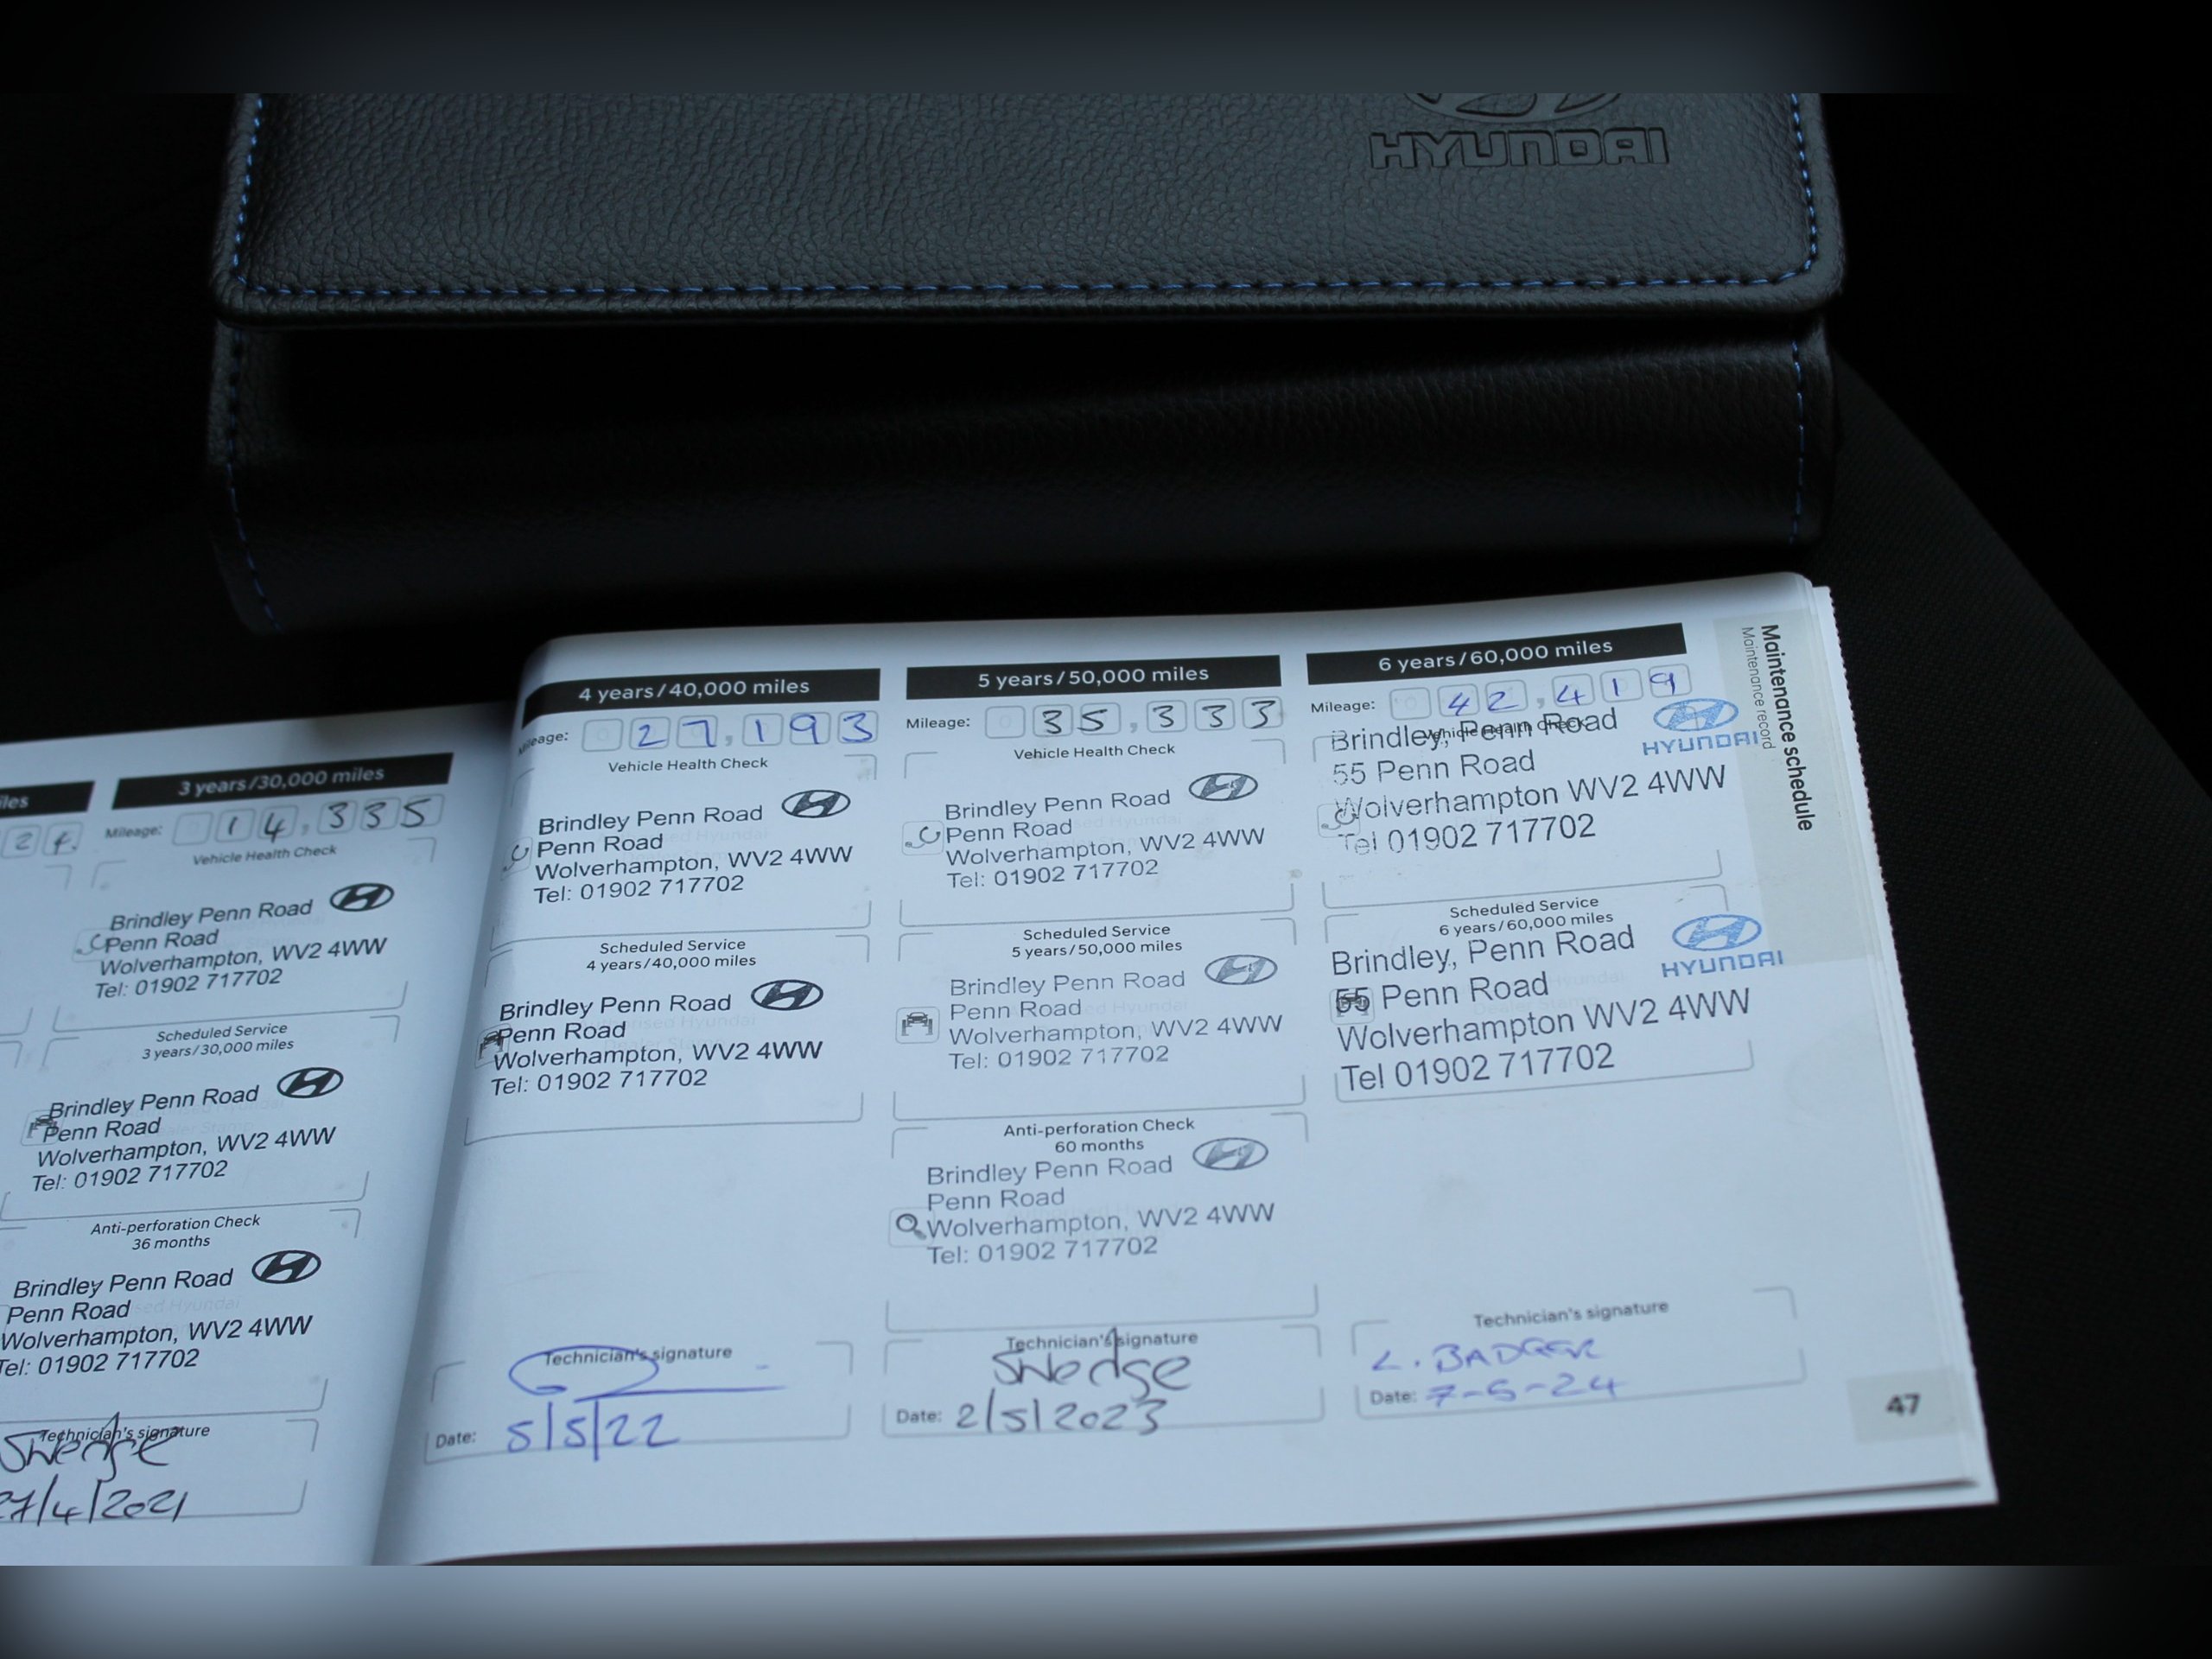 HYUNDAI
iles
24.
3 years/30,000 miles
Mileage: 14,335
Vehicle Health Check
Brindley Penn Road
Penn Road
Wolverhampton, WV2 4WW
Tel: 01902 717702
Scheduled Service
3 years/30,000 miles
Brindley Penn Road
Penn Road
Wolverhampton, WV2 4WW
Tel: 01902 717702
Anti-perforation Check
36 months
Brindley Penn Road
Penn Road
Wolverhampton, WV2 4WW
Tel: 01902 717702
Technician's signature
Swedge
27/4/2021
4 years/40,000 miles
Mileage: 27,193
Vehicle Health Check
Brindley Penn Road
Penn Road
Wolverhampton, WV2 4WW
Tel: 01902 717702
Scheduled Service
4 years/40,000 miles
Brindley Penn Road
Penn Road
Wolverhampton, WV2 4WW
Tel: 01902 717702
Technician's signature
Date: 5/5/22
5 years/50,000 miles
Mileage: 35,333
Vehicle Health Check
Brindley Penn Road
Penn Road
Wolverhampton, WV2 4WW
Tel: 01902 717702
Scheduled Service
5 years/50,000 miles
Brindley Penn Road
Penn Road
Wolverhampton, WV2 4WW
Tel: 01902 717702
Anti-perforation Check
60 months
Brindley Penn Road
Penn Road
Wolverhampton, WV2 4WW
Tel: 01902 717702
Technician's signature
Swedge
Date: 2/5/2023
6 years/60,000 miles
Mileage: 42,419
Vehicle Health Check
Brindley, Penn Road
HYUNDAI
55 Penn Road
Wolverhampton WV2 4WW
Tel 01902 717702
Scheduled Service
6 years/60,000 miles
Brindley, Penn Road
HYUNDAI
55 Penn Road
Wolverhampton WV2 4WW
Tel 01902 717702
Technician's signature
L. BADGER
Date: 7-5-24
Maintenance schedule
Maintenance record
47